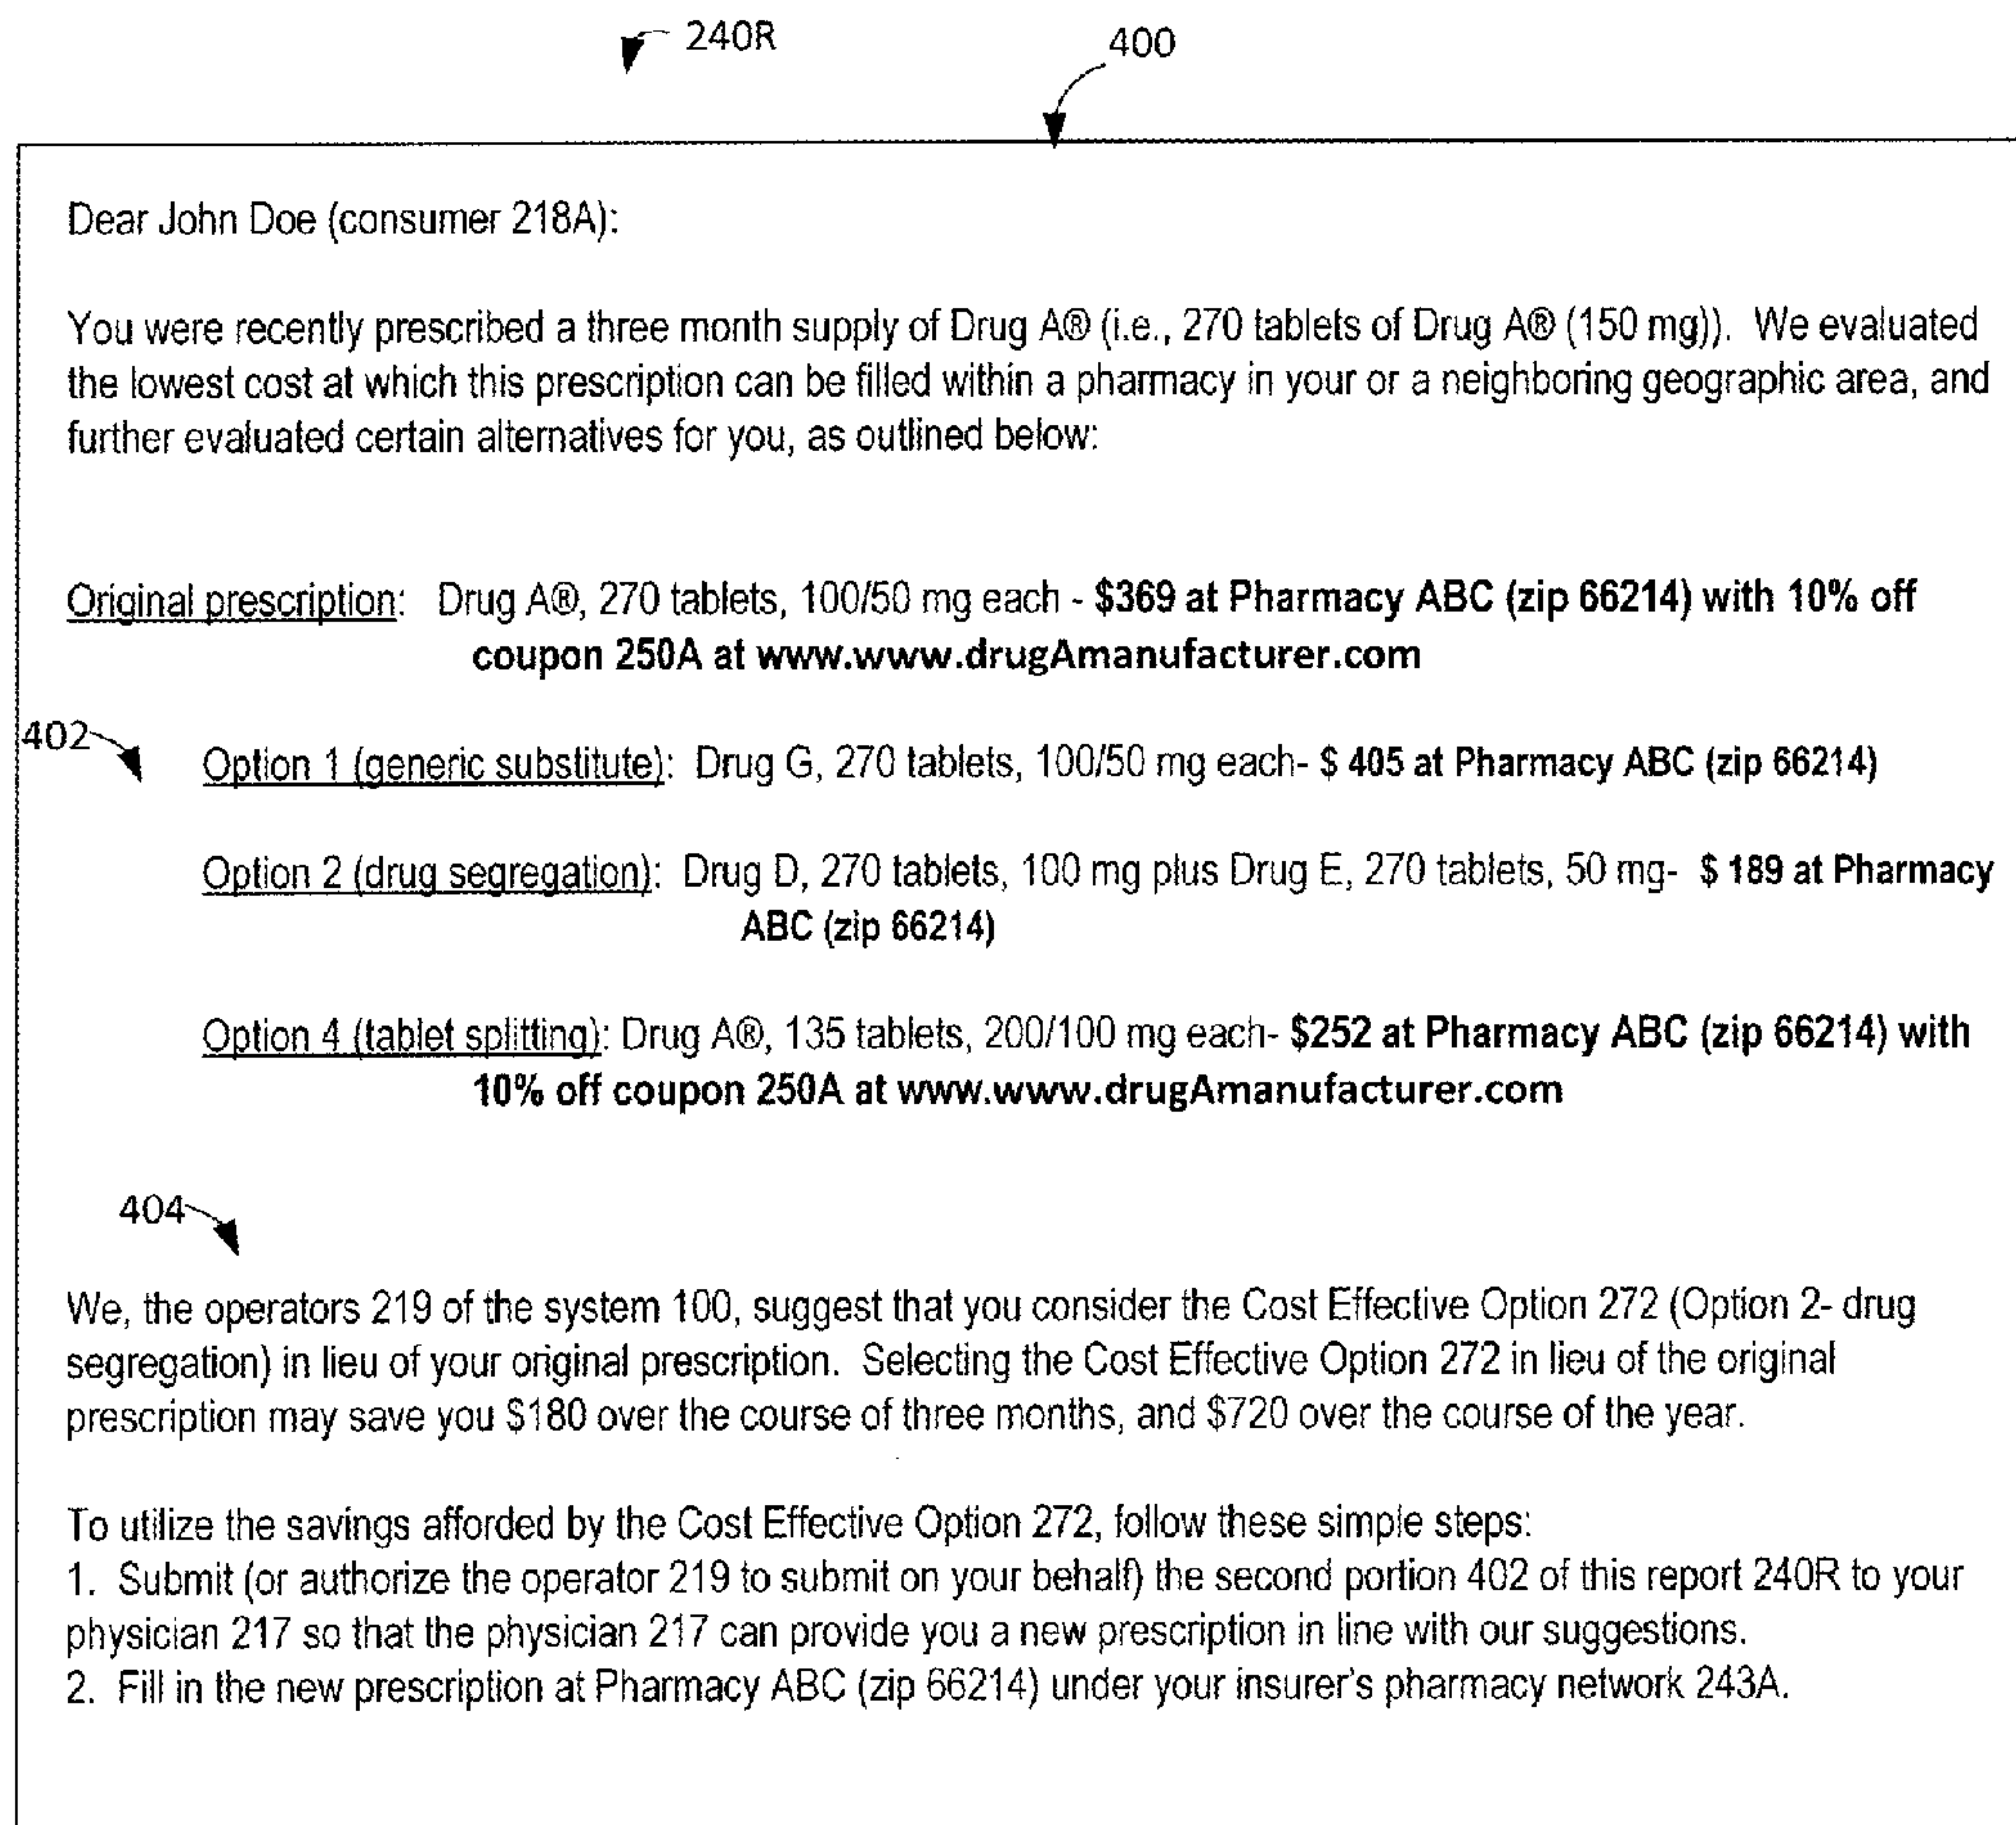 240R
400
Dear John Doe (consumer 218A):
You were recently prescribed a three month supply of Drug A® (i.e., 270 tablets of Drug A® (150 mg)).  We evaluated
the lowest cost at which this prescription can be filled within a pharmacy in your or a neighboring geographic area, and
further evaluated certain alternatives for you, as outlined below:
Original prescription:  Drug A®, 270 tablets, 100/50 mg each - $369 at Pharmacy ABC (zip 66214) with 10% off
coupon 250A at www.www.drugAmanufacturer.com
402
Option 1 (generic substitute):  Drug G, 270 tablets, 100/50 mg each- $ 405 at Pharmacy ABC (zip 66214)
Option 2 (drug segregation):  Drug D, 270 tablets, 100 mg plus Drug E, 270 tablets, 50 mg-  $ 189 at Pharmacy
ABC (zip 66214)
Option 4 (tablet splitting): Drug A®, 135 tablets, 200/100 mg each- $252 at Pharmacy ABC (zip 66214) with
10% off coupon 250A at www.www.drugAmanufacturer.com
404
We, the operators 219 of the system 100, suggest that you consider the Cost Effective Option 272 (Option 2- drug
segregation) in lieu of your original prescription.  Selecting the Cost Effective Option 272 in lieu of the original
prescription may save you $180 over the course of three months, and $720 over the course of the year.
To utilize the savings afforded by the Cost Effective Option 272, follow these simple steps:
1.  Submit (or authorize the operator 219 to submit on your behalf) the second portion 402 of this report 240R to your
physician 217 so that the physician 217 can provide you a new prescription in line with our suggestions.
2.  Fill in the new prescription at Pharmacy ABC (zip 66214) under your insurer's pharmacy network 243A.